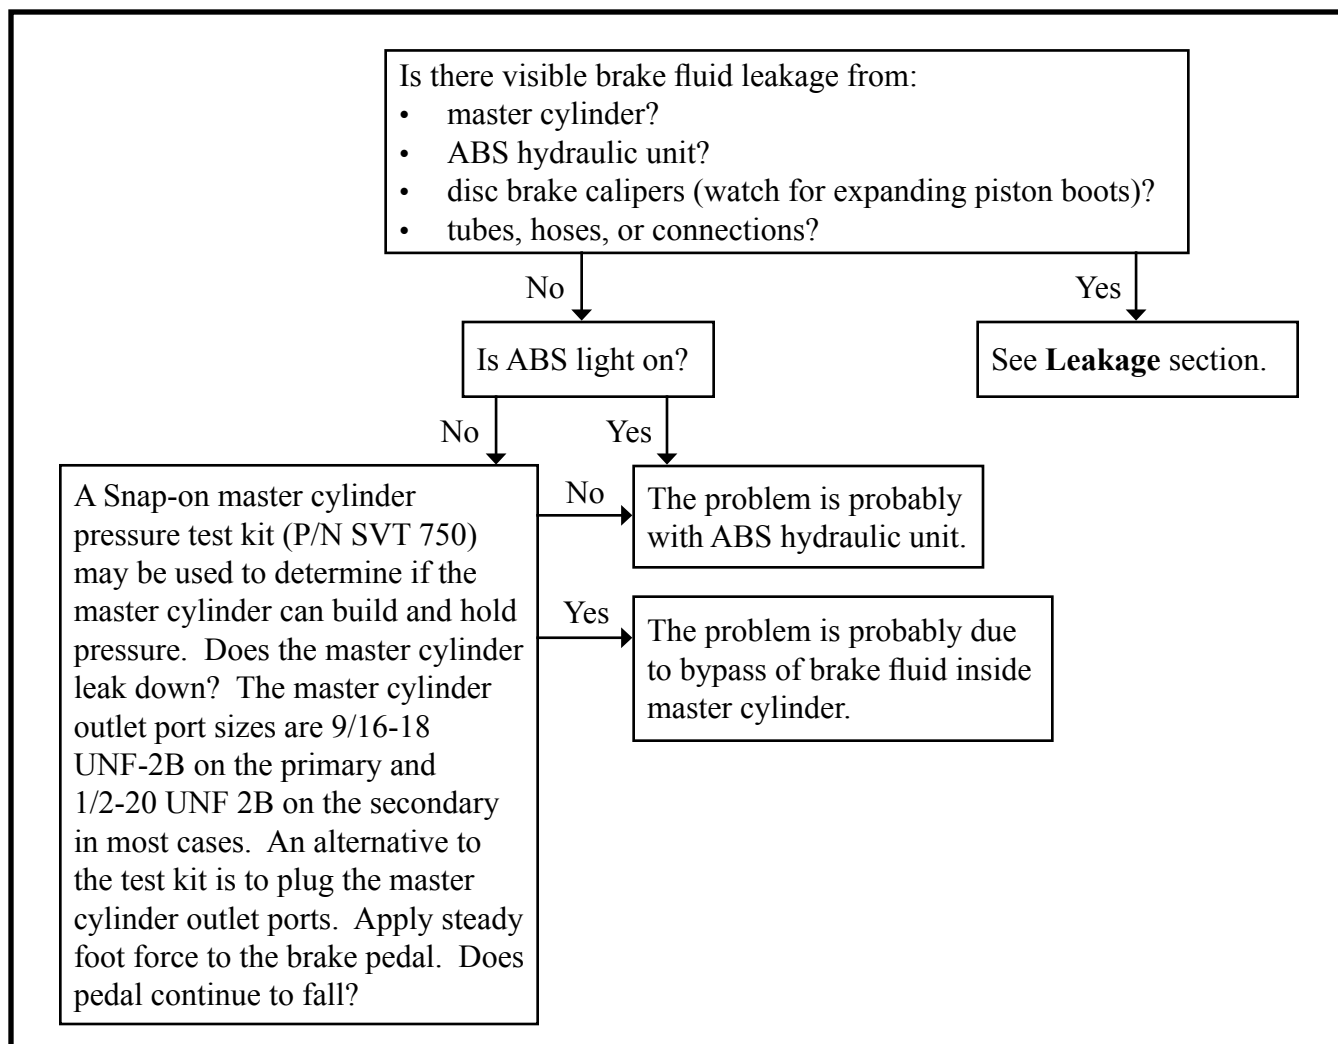 Is there visible brake fluid leakage from:
• master cylinder?
• ABS hydraulic unit?
• disc brake calipers (watch for expanding piston boots)?
• tubes, hoses, or connections?
No
Yes
Is ABS light on?
See Leakage section.
No
Yes
A Snap-on master cylinder
pressure test kit (P/N SVT 750)
may be used to determine if the
master cylinder can build and hold
pressure.  Does the master cylinder
leak down?  The master cylinder
outlet port sizes are 9/16-18
UNF-2B on the primary and
1/2-20 UNF 2B on the secondary
in most cases.  An alternative to
the test kit is to plug the master
cylinder outlet ports.  Apply steady
foot force to the brake pedal.  Does
pedal continue to fall?
No
The problem is probably
with ABS hydraulic unit.
Yes
The problem is probably due
to bypass of brake fluid inside
master cylinder.